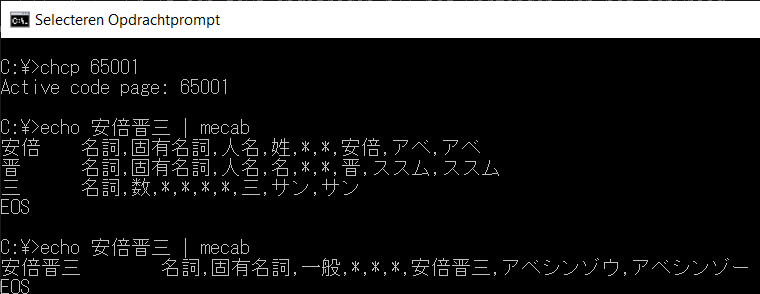 Selecteren Opdrachtprompt
C:¥>chcp 65001
Active code page: 65001
C:¥>echo 安倍晋三 | mecab
安倍 名詞,固有名詞,人名,姓,*,*,安倍,アベ,アベ
晋 名詞,固有名詞,人名,名,*,*,晋,ススム,ススム
三 名詞,数,*,*,*,*,三,サン,サン
EOS
C:¥>echo 安倍晋三 | mecab
安倍晋三 名詞,固有名詞,一般,*,*,*,安倍晋三,アベシンゾウ,アベシンゾー
EOS